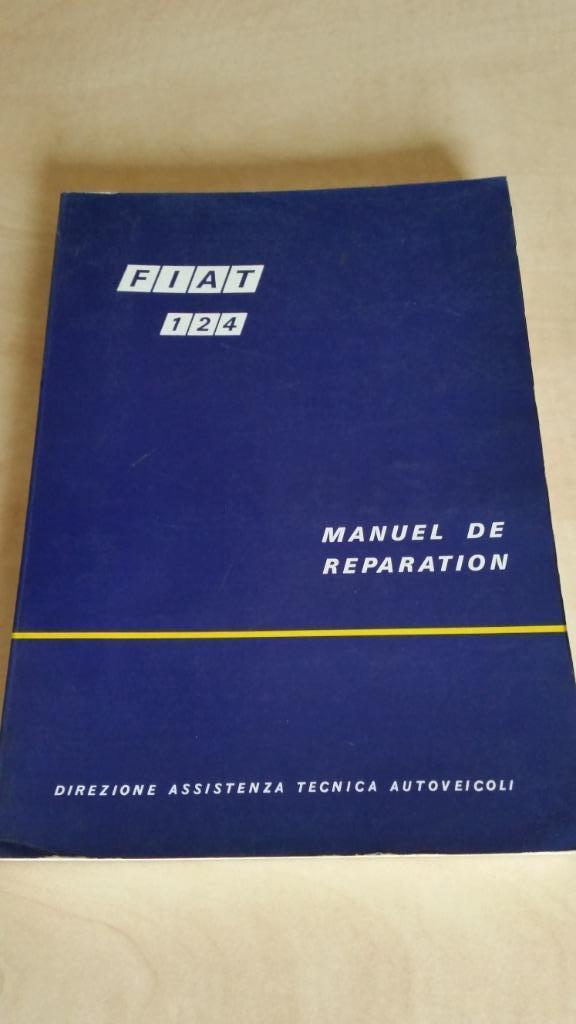 FIAT
124
MANUEL DE
REPARATION
DIREZIONE ASSISTENZA TECNICA AUTOVEICOLI